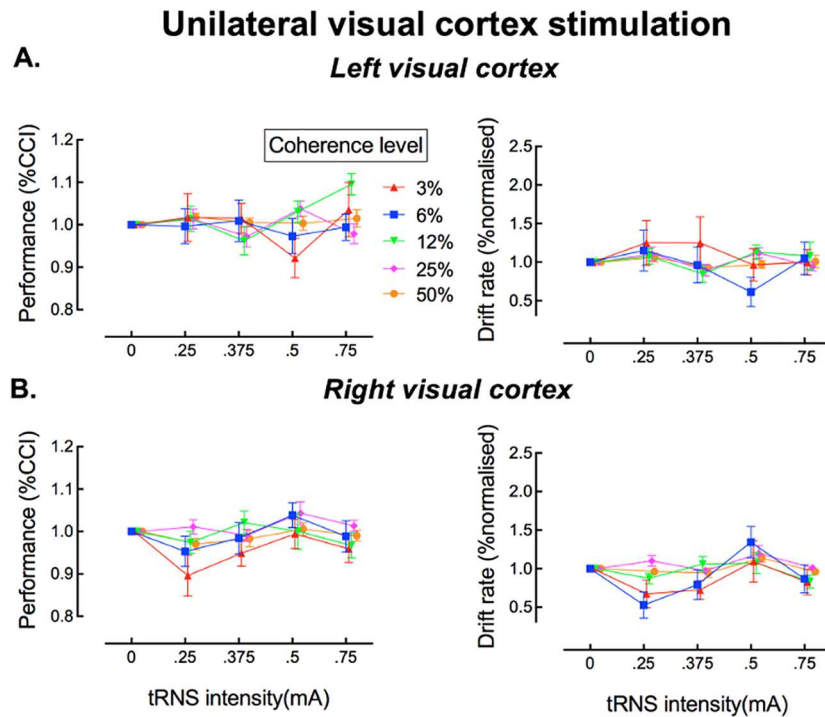 Unilateral visual cortex stimulation
A.
Left visual cortex
Performance (%CCI)
1.2
1.1
1.0
0.9
0.8
0 .25 .375 .5 .75
Coherence level
3%
6%
12%
25%
50%
Drift rate (%normalised)
2.5
2.0
1.5
1.0
0.5
0 .25 .375 .5 .75
B.
Right visual cortex
Performance (%CCI)
1.2
1.1
1.0
0.9
0.8
0 .25 .375 .5 .75
tRNS intensity(mA)
Drift rate (%normalised)
2.5
2.0
1.5
1.0
0.5
0 .25 .375 .5 .75
tRNS intensity(mA)